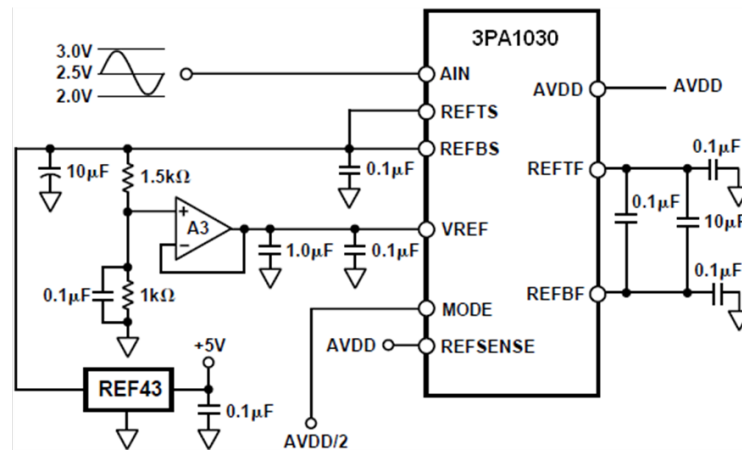 3PA1030
3.0V
2.5V
2.0V
AIN
AVDD
AVDD
REFTS
REFBS
10µF
1.5kΩ
0.1µF
REFTF
0.1µF
0.1µF
10µF
+
A3
−
VREF
1.0µF
0.1µF
0.1µF
1kΩ
REFBF
0.1µF
MODE
+5V
AVDD
REFSENSE
REF43
0.1µF
AVDD/2